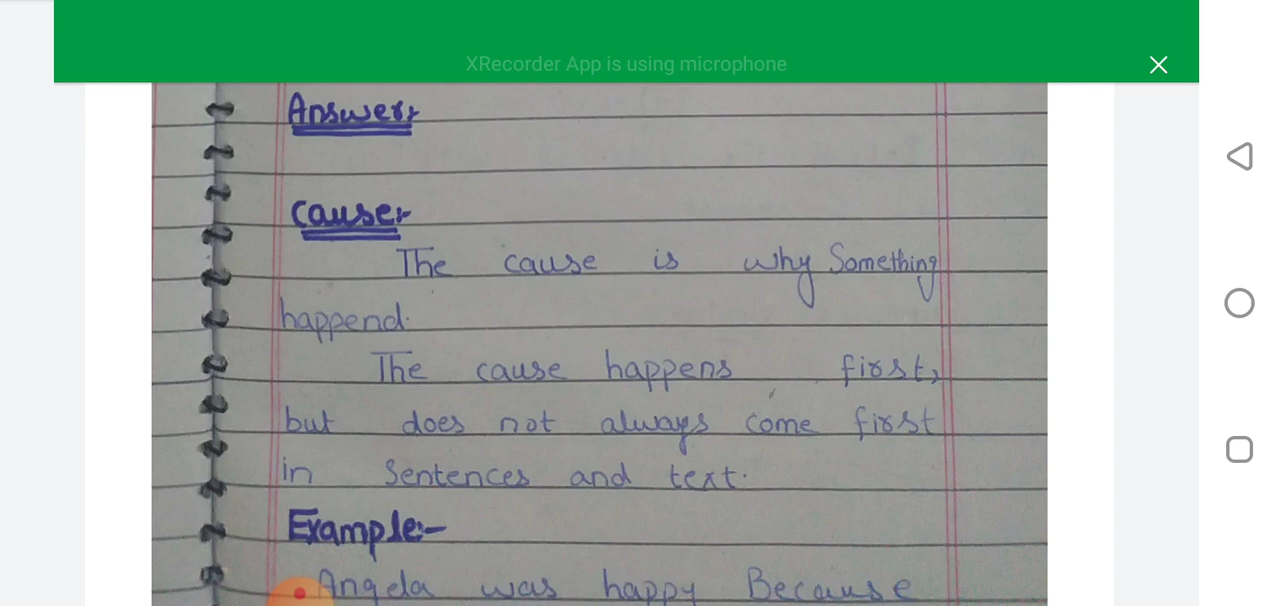 XRecorder App is using microphone
Answer:
Cause:-
The cause is why Something
happend.
The cause happens first,
but does not always come first
in Sentences and text.
Example:-
Angela was happy Because